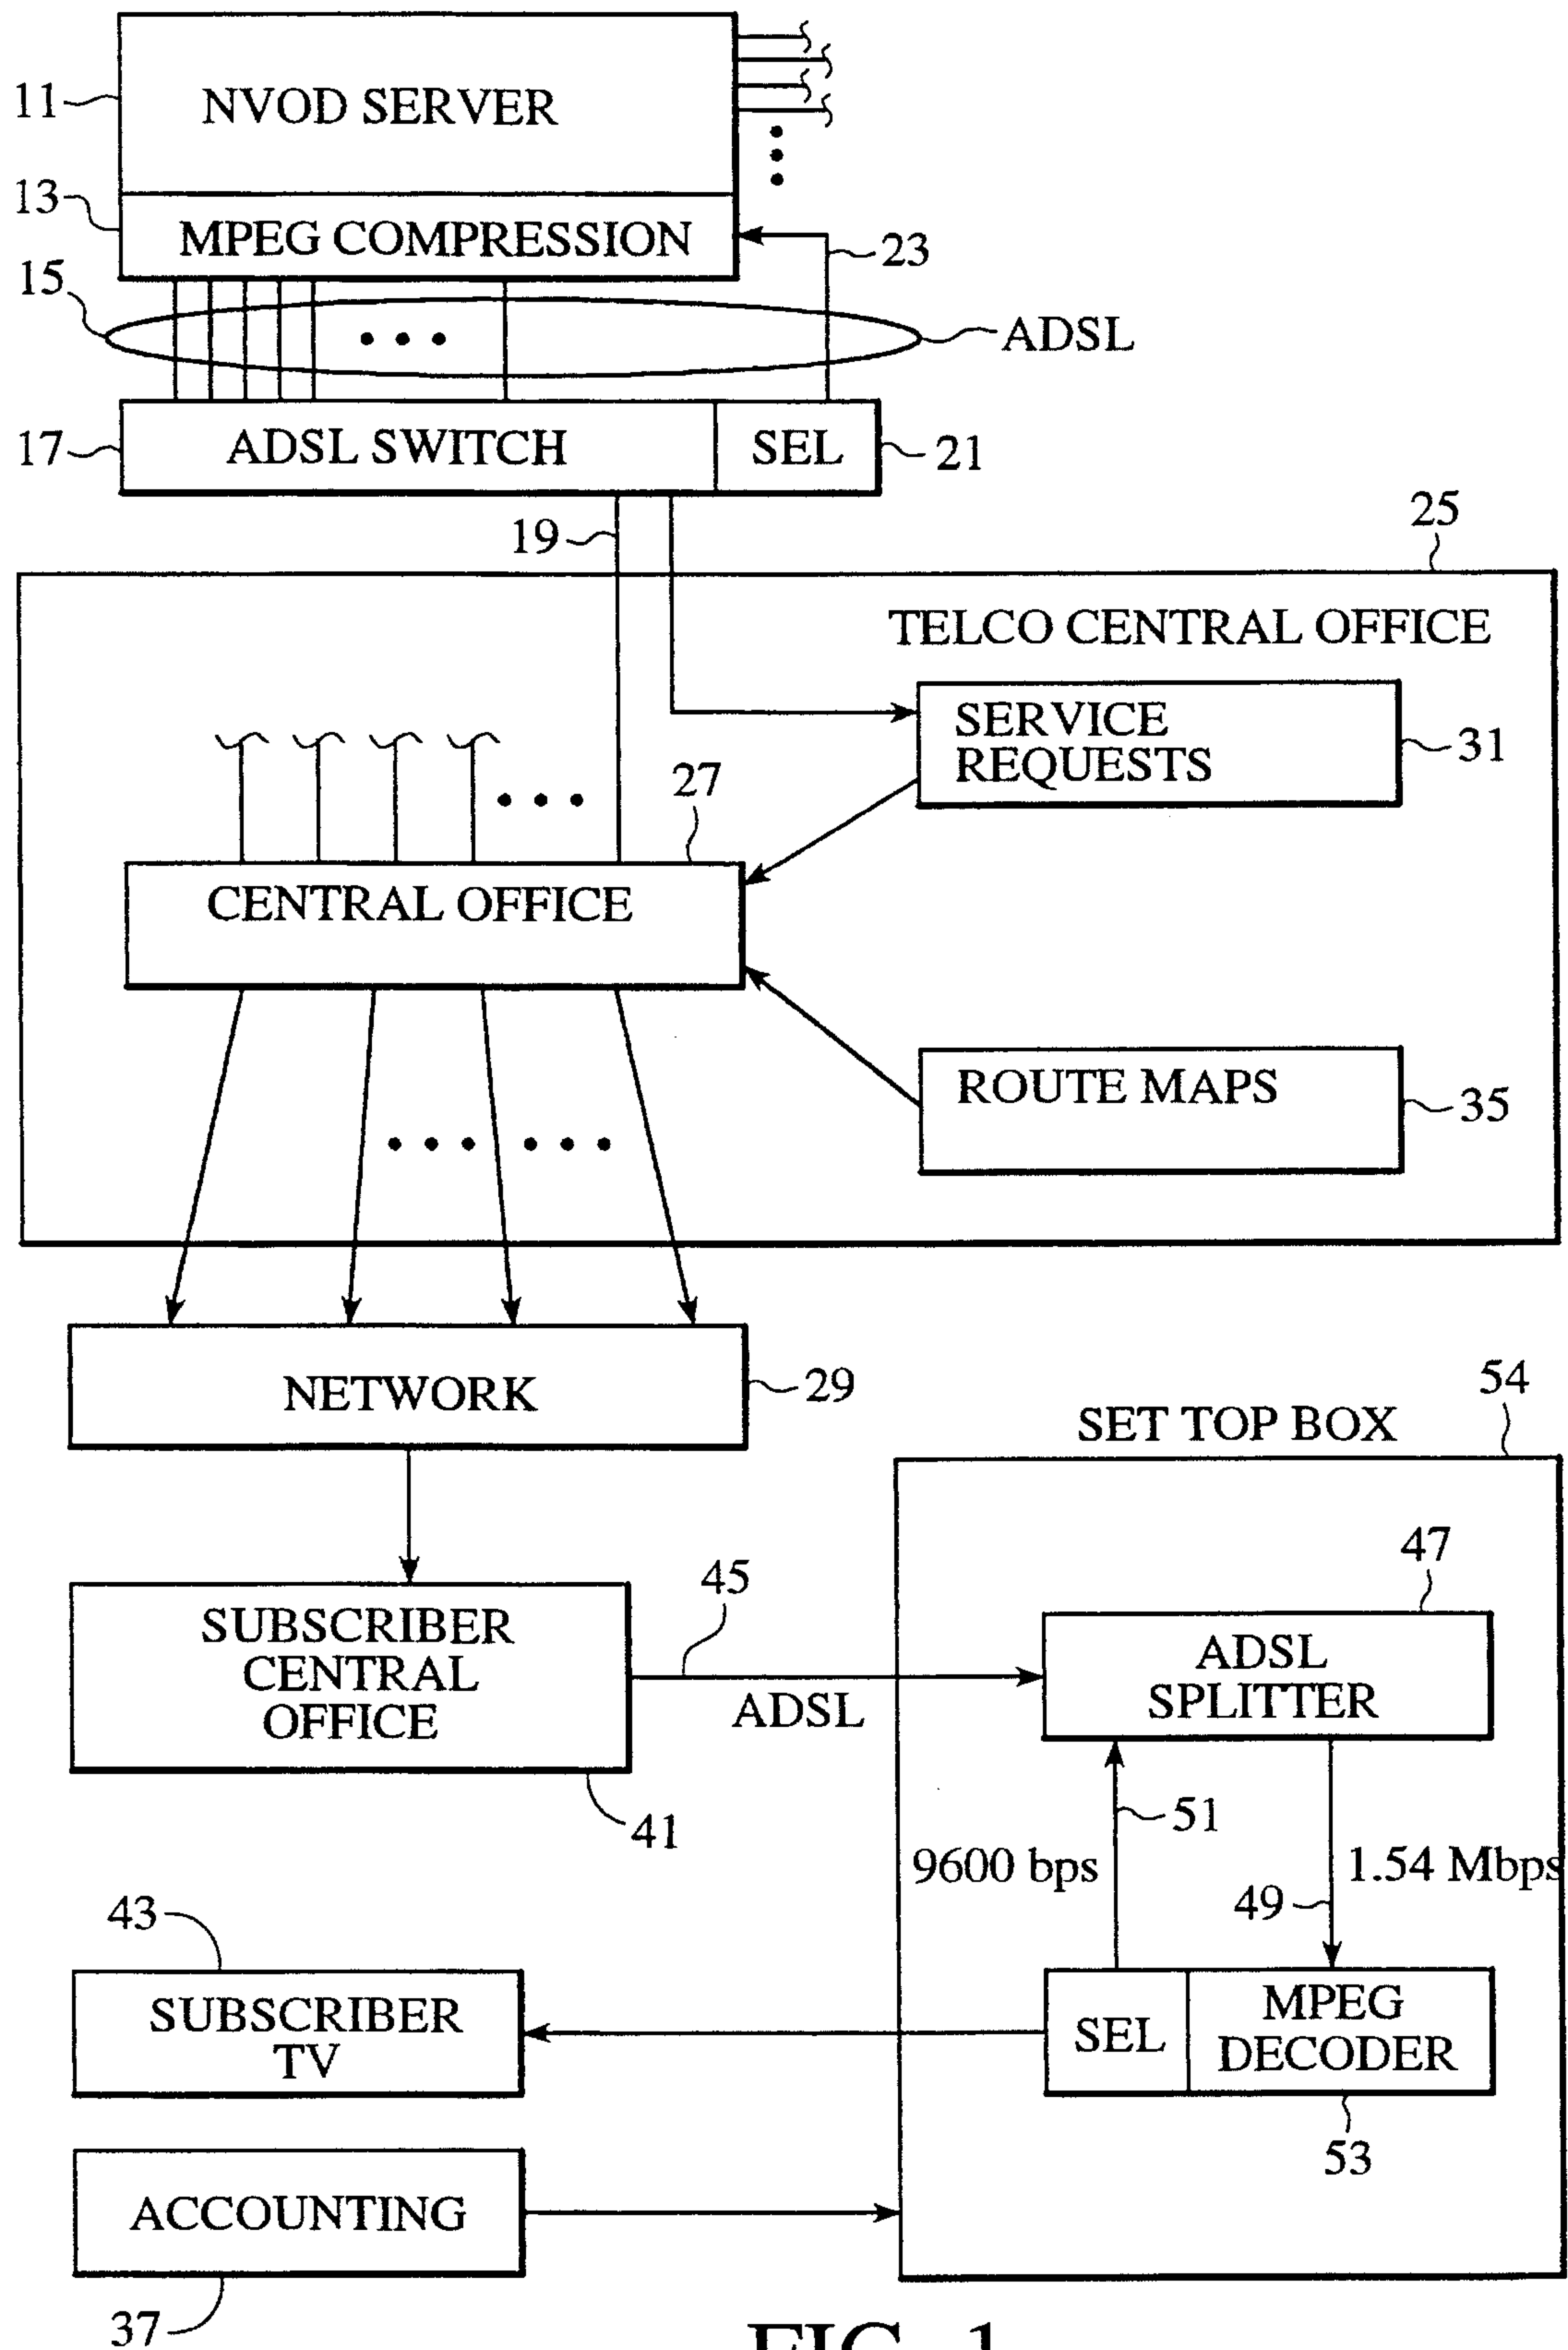 11
NVOD SERVER
13
MPEG COMPRESSION
23
15
ADSL
17
ADSL SWITCH
SEL
21
19
25
TELCO CENTRAL OFFICE
SERVICE
REQUESTS
31
27
CENTRAL OFFICE
ROUTE MAPS
35
NETWORK
29
54
SET TOP BOX
47
45
SUBSCRIBER
CENTRAL
OFFICE
ADSL
SPLITTER
ADSL
41
51
9600 bps
1.54 Mbps
49
43
SUBSCRIBER
TV
SEL
MPEG
DECODER
53
ACCOUNTING
37
FIG. 1